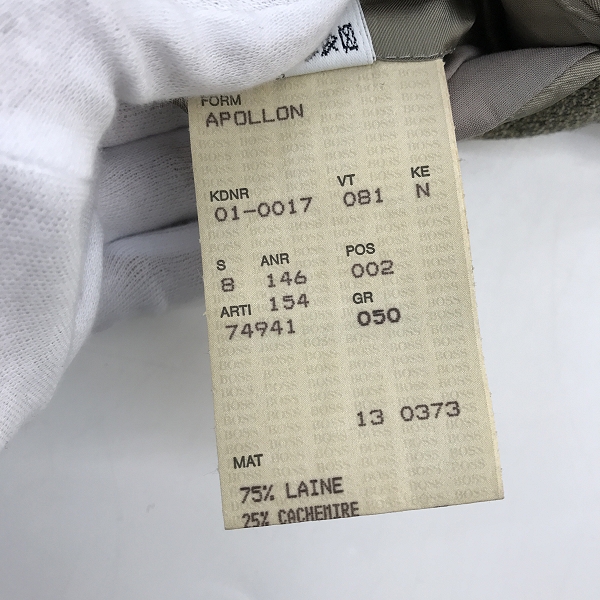 FORM
APOLLON
KDNR VT KE
01-0017 081 N
S ANR POS
8 146 002
ARTI 154 GR
74941 050
13 0373
MAT
75% LAINE
25% CACHEMIRE
BOSS